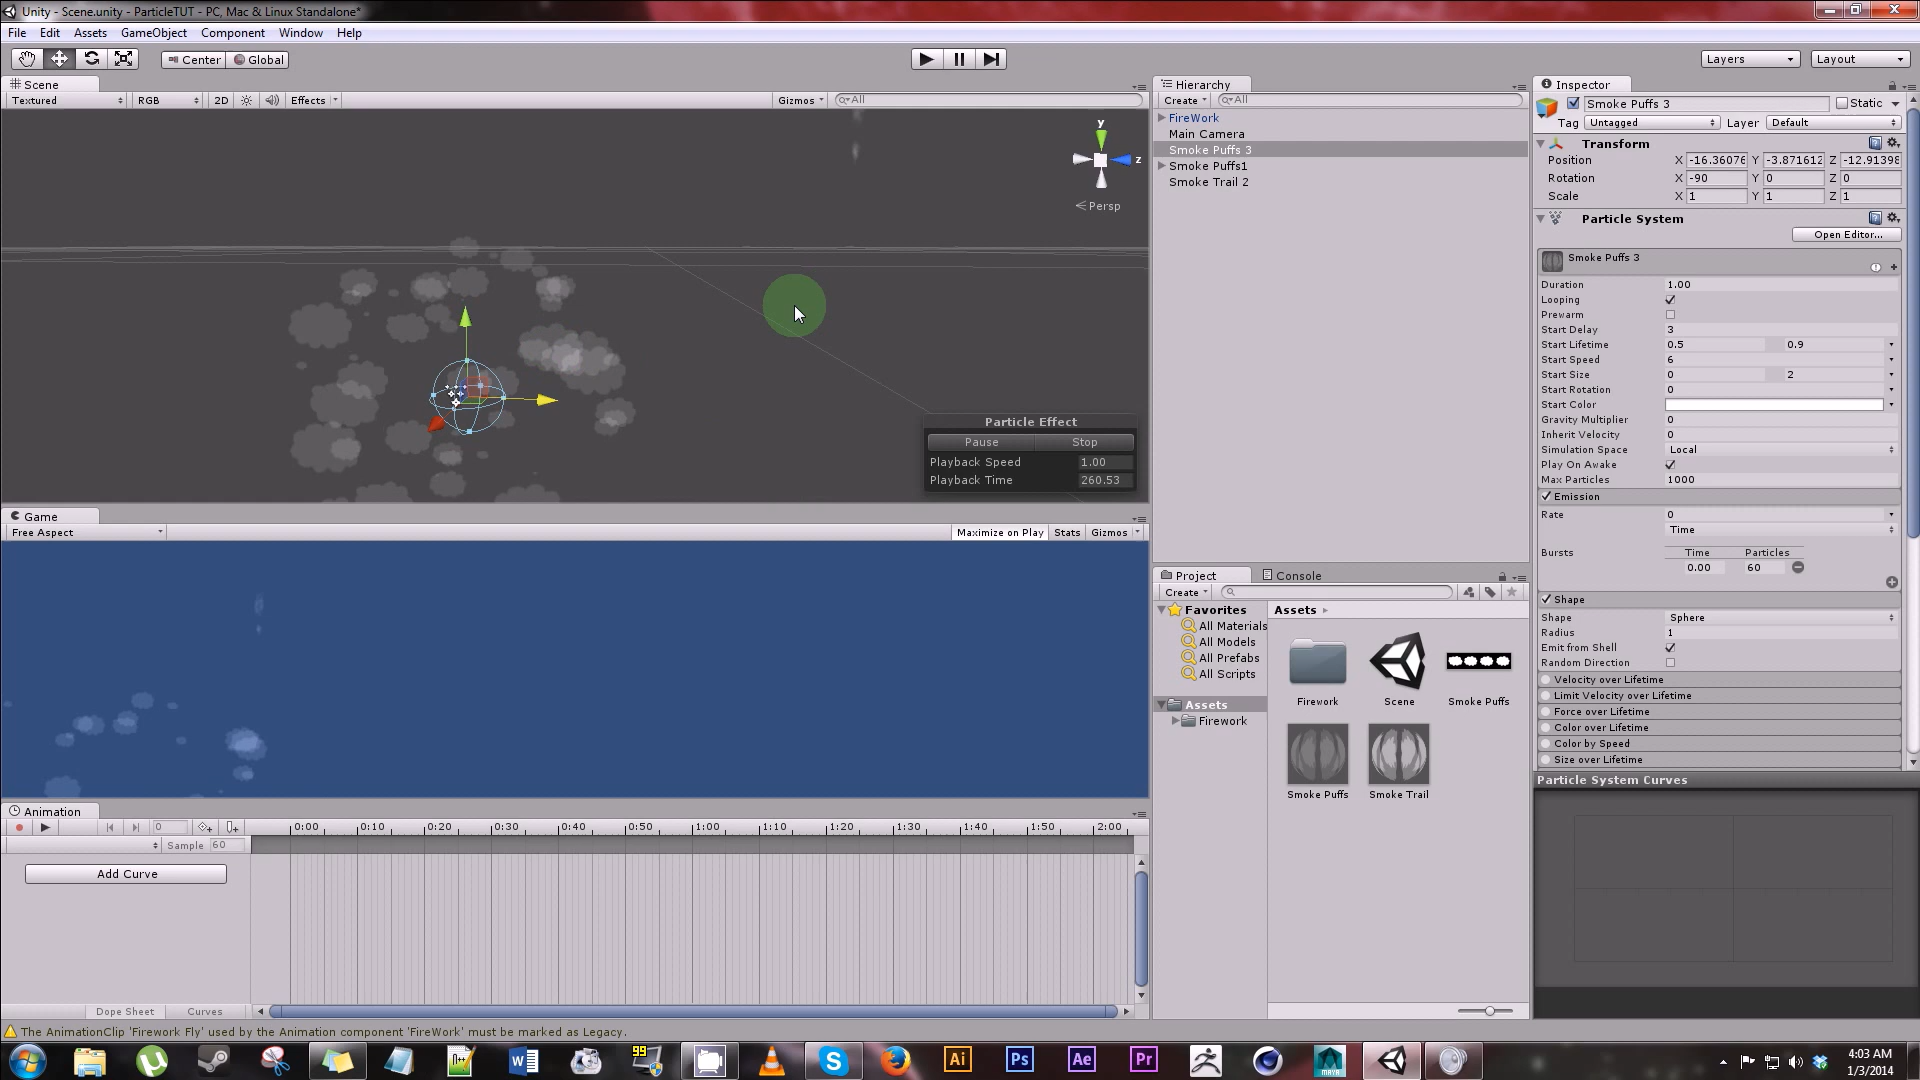 Unity - Scene.unity - ParticleTUT - PC, Mac & Linux Standalone*
File Edit Assets GameObject Component Window Help
Center Global
Layers Layout
Scene
Textured RGB 2D Effects Gizmos All
y
z
Persp
Particle Effect
Pause Stop
Playback Speed 1.00
Playback Time 260.53
Game
Free Aspect Maximize on Play Stats Gizmos
Animation
0 0:00 0:10 0:20 0:30 0:40 0:50 1:00 1:10 1:20 1:30 1:40 1:50 2:00
Sample 60
Add Curve
Dope Sheet Curves
The AnimationClip 'Firework Fly' used by the Animation component 'FireWork' must be marked as Legacy.
Hierarchy
Create All
FireWork
Main Camera
Smoke Puffs 3
Smoke Puffs1
Smoke Trail 2
Project Console
Create
Favorites
All Materials
All Models
All Prefabs
All Scripts
Assets
Firework
Assets
Firework Scene Smoke Puffs
Smoke Puffs Smoke Trail
Inspector
Smoke Puffs 3 Static
Tag Untagged Layer Default
Transform
Position X -16.36076 Y -3.871612 Z -12.91398
Rotation X -90 Y 0 Z 0
Scale X 1 Y 1 Z 1
Particle System
Open Editor...
Smoke Puffs 3
Duration 1.00
Looping
Prewarm
Start Delay 3
Start Lifetime 0.5 0.9
Start Speed 6
Start Size 0 2
Start Rotation 0
Start Color
Gravity Multiplier 0
Inherit Velocity 0
Simulation Space Local
Play On Awake
Max Particles 1000
Emission
Rate 0
Time
Bursts Time Particles
0.00 60
Shape
Shape Sphere
Radius 1
Emit from Shell
Random Direction
Velocity over Lifetime
Limit Velocity over Lifetime
Force over Lifetime
Color over Lifetime
Color by Speed
Size over Lifetime
Particle System Curves
99
W
S
Ai Ps Ae Pr
MAYA
4:03 AM
1/3/2014